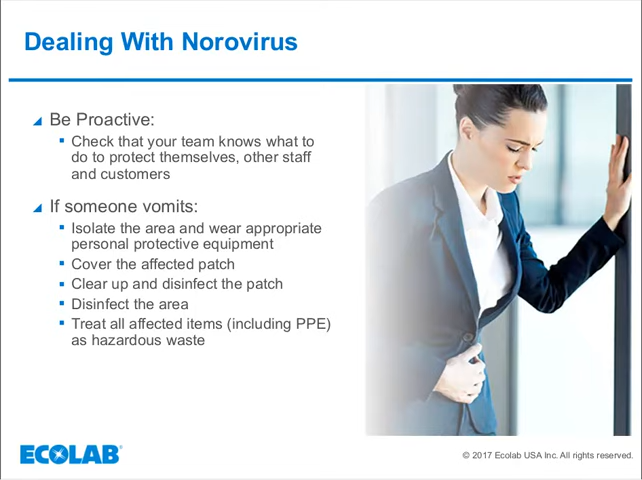 Dealing With Norovirus
Be Proactive:
Check that your team knows what to
do to protect themselves, other staff
and customers
If someone vomits:
Isolate the area and wear appropriate
personal protective equipment
Cover the affected patch
Clear up and disinfect the patch
Disinfect the area
Treat all affected items (including PPE)
as hazardous waste
ECOLAB®
© 2017 Ecolab USA Inc. All rights reserved.